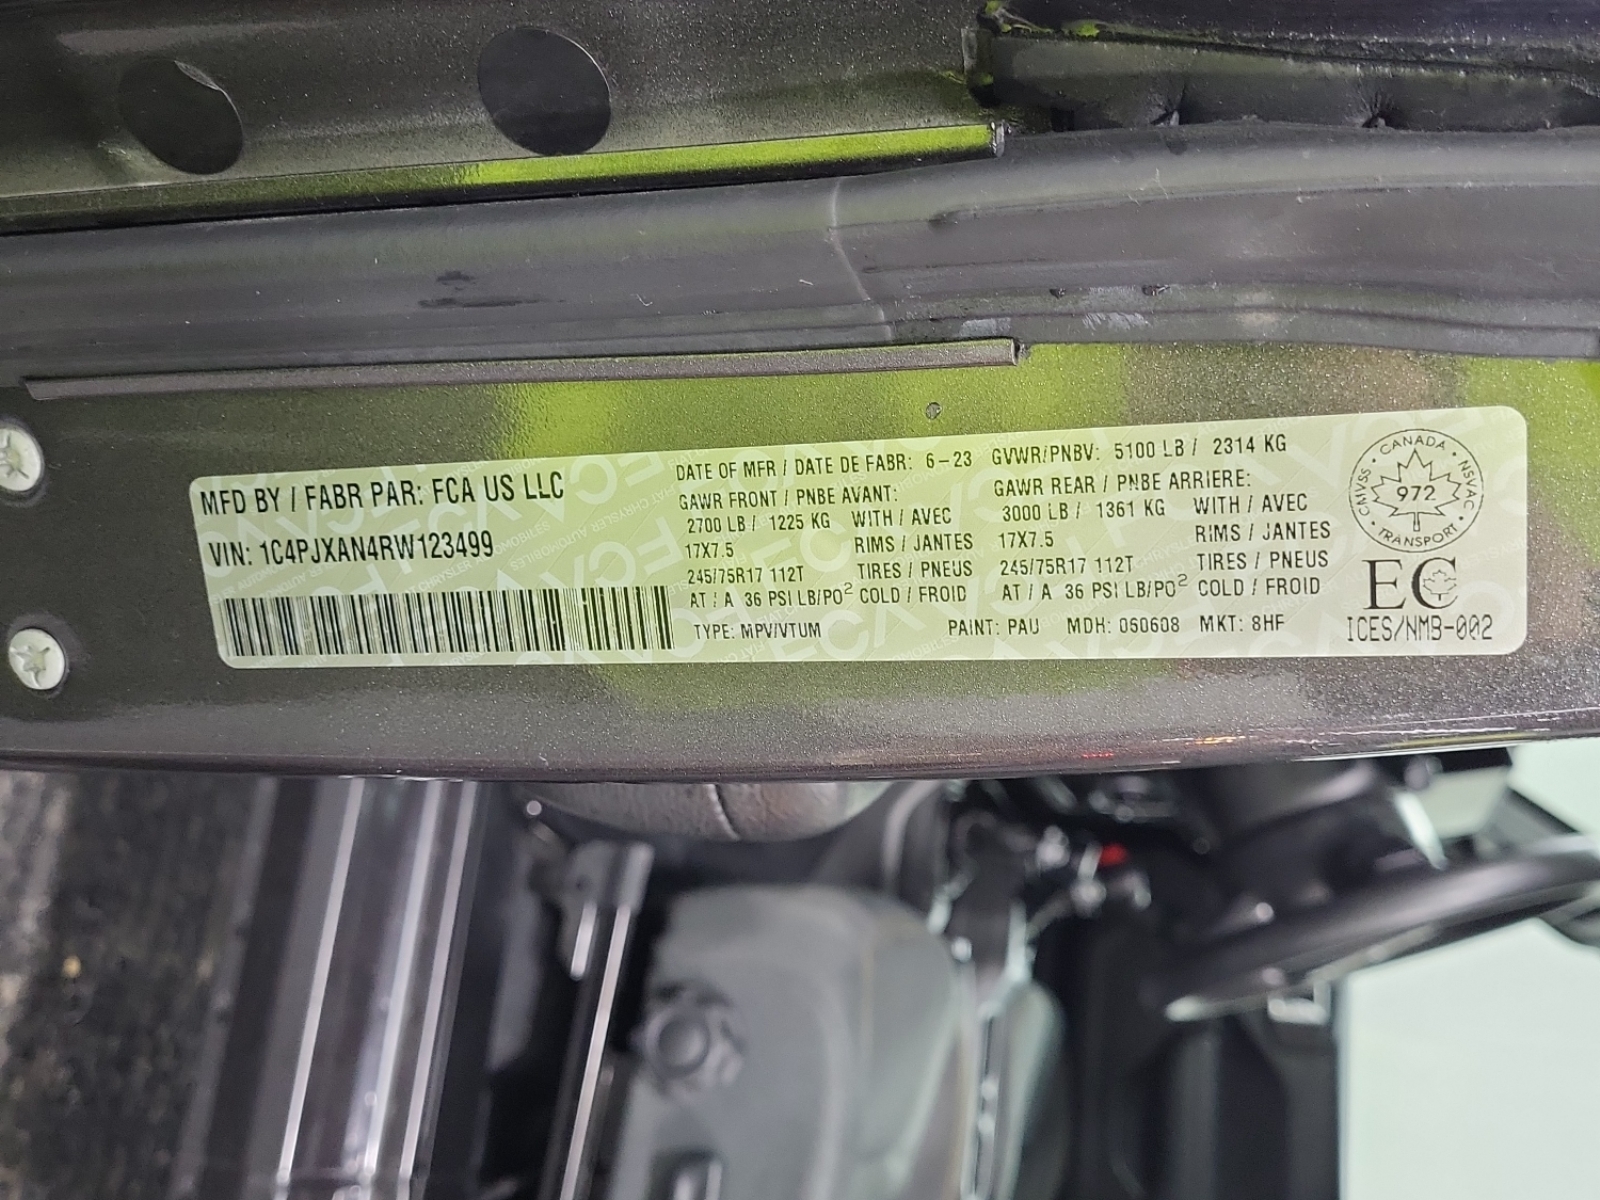 MFD BY / FABR PAR: FCA US LLC
VIN: 1C4PJXAN4RW123499
DATE OF MFR / DATE DE FABR: 6-23 GVWR/PNBV: 5100 LB / 2314 KG
GAWR FRONT / PNBE AVANT:
2700 LB / 1225 KG WITH / AVEC
17X7.5 RIMS / JANTES
245/75R17 112T TIRES / PNEUS
AT / A 36 PSI LB/PO² COLD / FROID
GAWR REAR / PNBE ARRIERE:
3000 LB / 1361 KG WITH / AVEC
17X7.5 RIMS / JANTES
245/75R17 112T TIRES / PNEUS
AT / A 36 PSI LB/PO² COLD / FROID
TYPE: MPV/VTUM PAINT: PAU MDH: 060608 MKT: 8HF
CANADA
CMVSS · NSVAC
972
TRANSPORT
EC
ICES/NMB-002